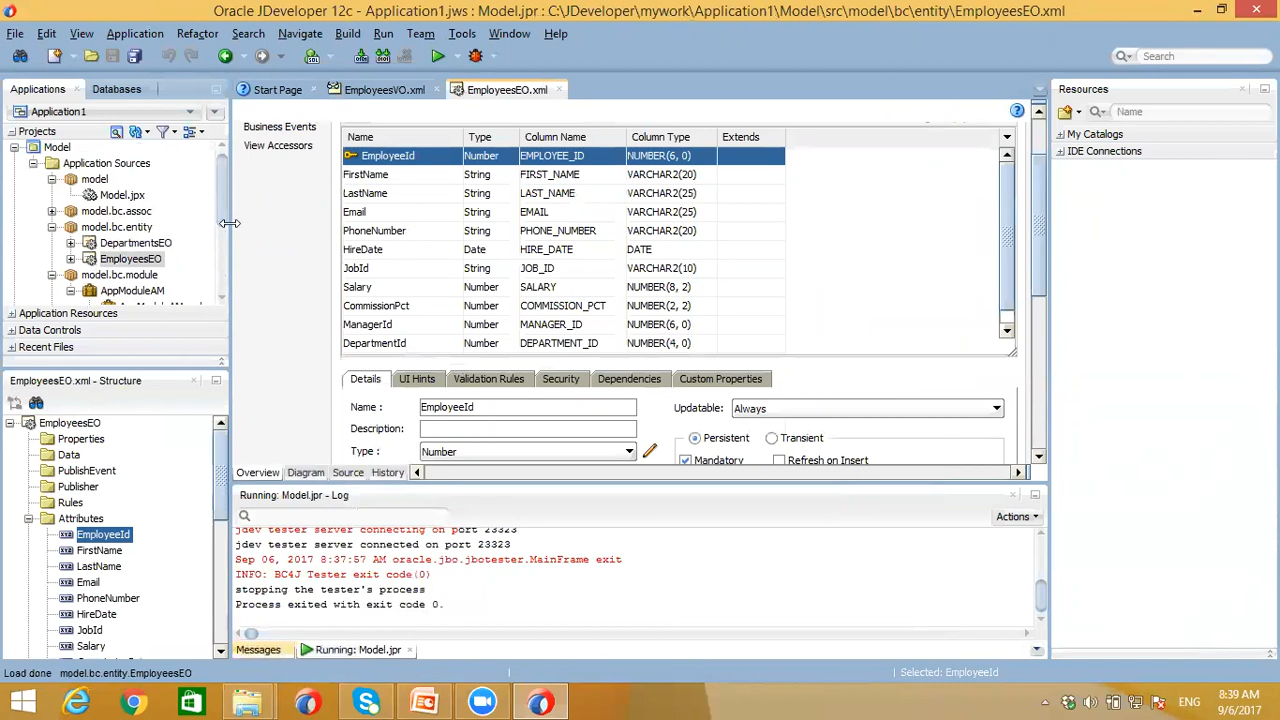 Oracle JDeveloper 12c - Application1.jws : Model.jpr : C:\JDeveloper\mywork\Application1\Model\src\model\bc\entity\EmployeesEO.xml
File Edit View Application Refactor Search Navigate Build Run Team Tools Window Help
Search
Applications Databases
Application1
Projects
Model
Application Sources
model
Model.jpx
model.bc.assoc
model.bc.entity
DepartmentsEO
EmployeesEO
model.bc.module
AppModuleAM
Application Resources
Data Controls
Recent Files
EmployeesEO.xml - Structure
EmployeesEO
Properties
Data
PublishEvent
Publisher
Rules
Attributes
EmployeeId
FirstName
LastName
Email
PhoneNumber
HireDate
JobId
Salary
Start Page EmployeesVO.xml EmployeesEO.xml
Business Events
View Accessors
Name Type Column Name Column Type Extends
EmployeeId Number EMPLOYEE_ID NUMBER(6, 0)
FirstName String FIRST_NAME VARCHAR2(20)
LastName String LAST_NAME VARCHAR2(25)
Email String EMAIL VARCHAR2(25)
PhoneNumber String PHONE_NUMBER VARCHAR2(20)
HireDate Date HIRE_DATE DATE
JobId String JOB_ID VARCHAR2(10)
Salary Number SALARY NUMBER(8, 2)
CommissionPct Number COMMISSION_PCT NUMBER(2, 2)
ManagerId Number MANAGER_ID NUMBER(6, 0)
DepartmentId Number DEPARTMENT_ID NUMBER(4, 0)
Details UI Hints Validation Rules Security Dependencies Custom Properties
Name : EmployeeId Updatable: Always
Description: Persistent Transient
Type : Number Mandatory Refresh on Insert
Overview Diagram Source History
Running: Model.jpr - Log
Actions
jdev tester server connecting on port 23323
jdev tester server connected on port 23323
Sep 06, 2017 8:37:57 AM oracle.jbo.jbotester.MainFrame exit
INFO: BC4J Tester exit code(0)
stopping the tester's process
Process exited with exit code 0.
Messages Running: Model.jpr
Resources
Name
My Catalogs
IDE Connections
Load done model.bc.entity.EmployeesEO Selected: EmployeeId
ENG
8:39 AM
9/6/2017